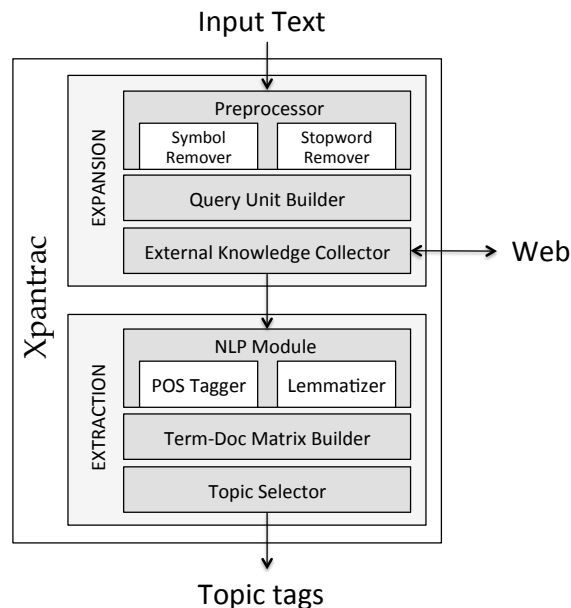 Input Text
Xpantrac
EXPANSION
Preprocessor
Symbol
Remover
Stopword
Remover
Query Unit Builder
External Knowledge Collector
Web
EXTRACTION
NLP Module
POS Tagger
Lemmatizer
Term-Doc Matrix Builder
Topic Selector
Topic tags